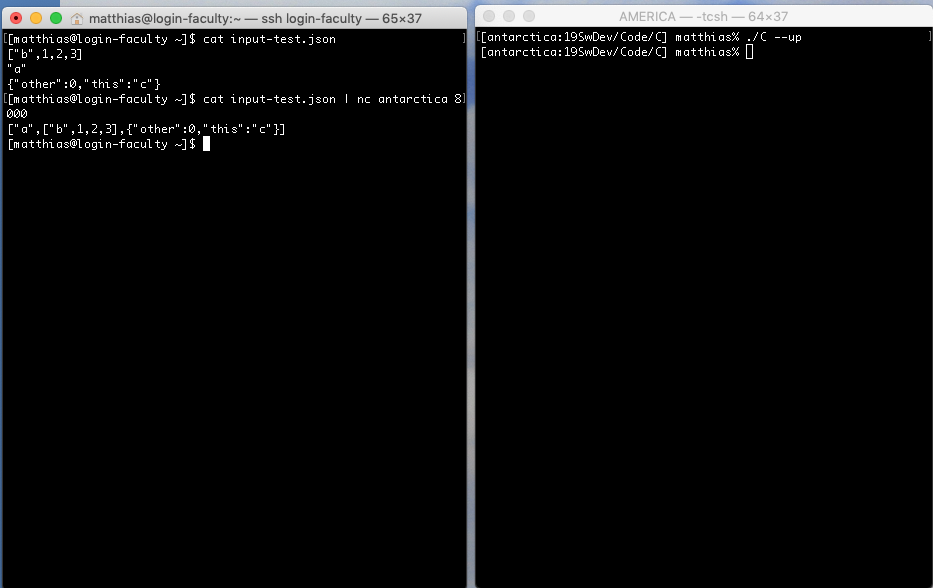 matthias@login-faculty:~ — ssh login-faculty — 65×37
[[matthias@login-faculty ~]$ cat input-test.json ]
["b",1,2,3]
"a"
{"other":0,"this":"c"}
[[matthias@login-faculty ~]$ cat input-test.json | nc antarctica 8]
000
["a",["b",1,2,3],{"other":0,"this":"c"}]
[matthias@login-faculty ~]$
AMERICA — -tcsh — 64×37
[[antarctica:19SwDev/Code/C] matthias% ./C --up ]
[antarctica:19SwDev/Code/C] matthias%